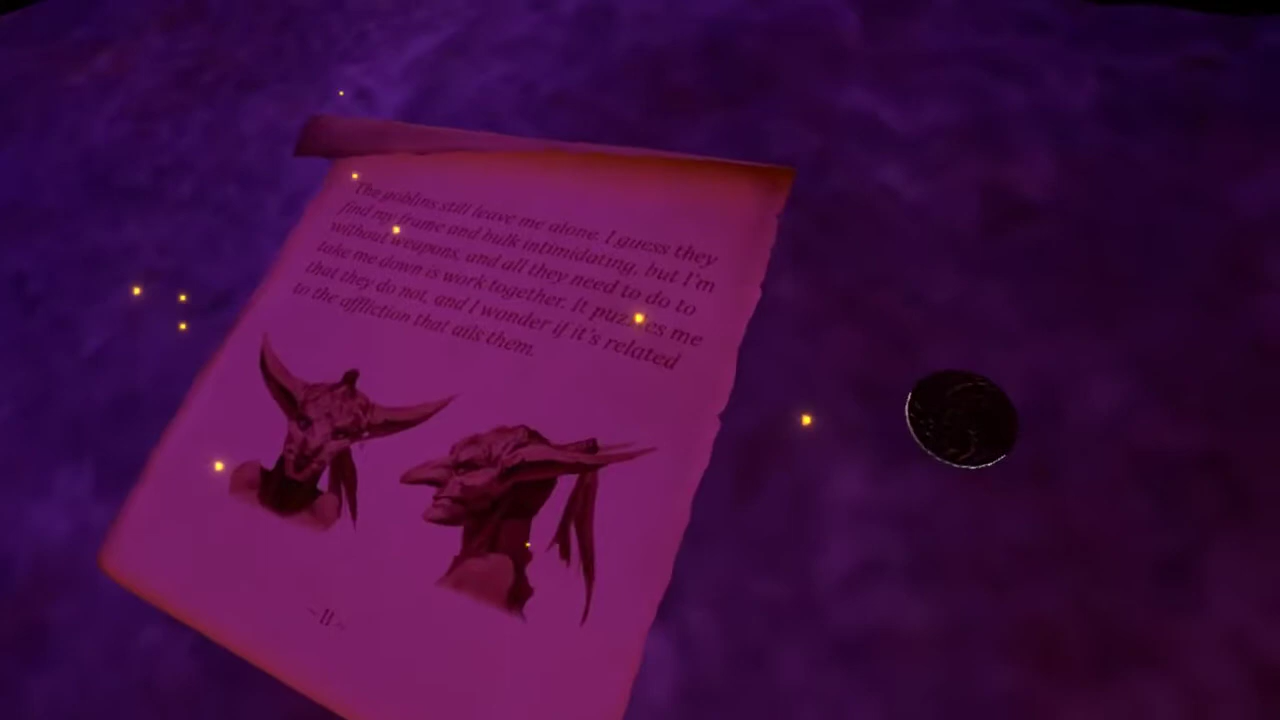 The goblins still leave me alone. I guess they
find my frame and bulk intimidating, but I'm
without weapons, and all they need to do to
take me down is work together. It puzzles me
that they do not, and I wonder if it's related
to the affliction that ails them.
~11~